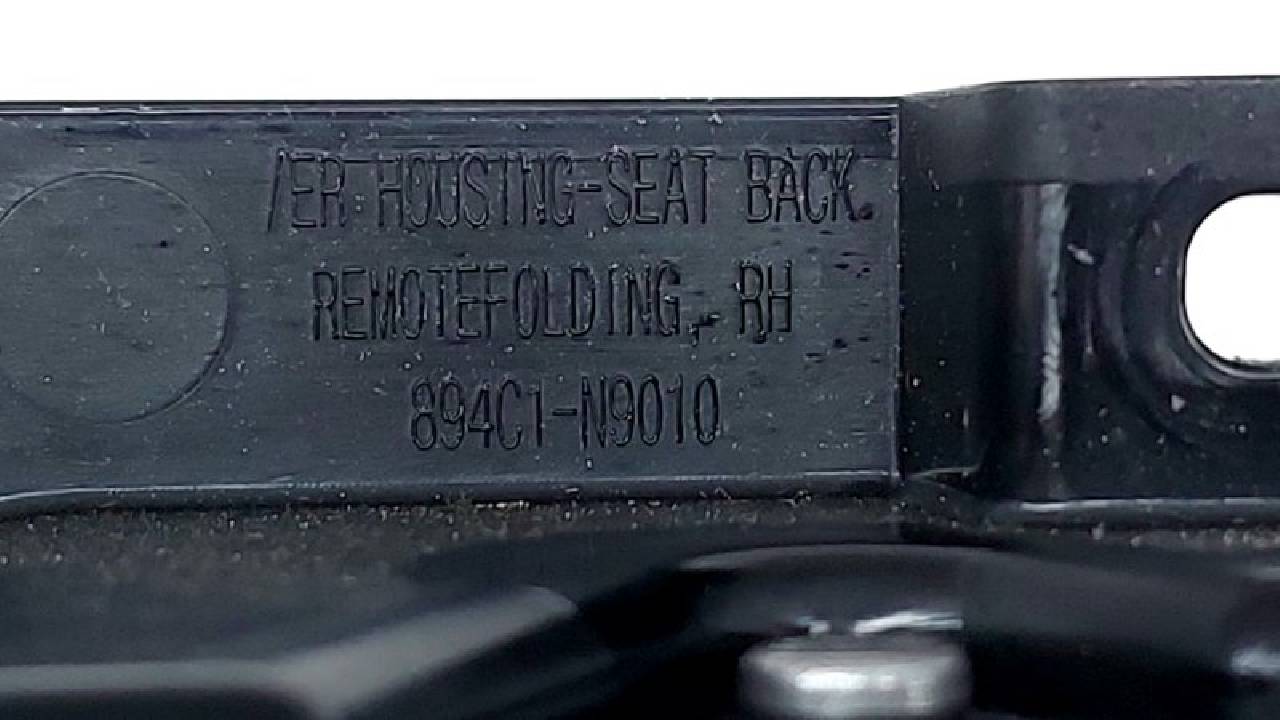 /ER HOUSING-SEAT BACK.
REMOTEFOLDING, RH
894C1-N9010